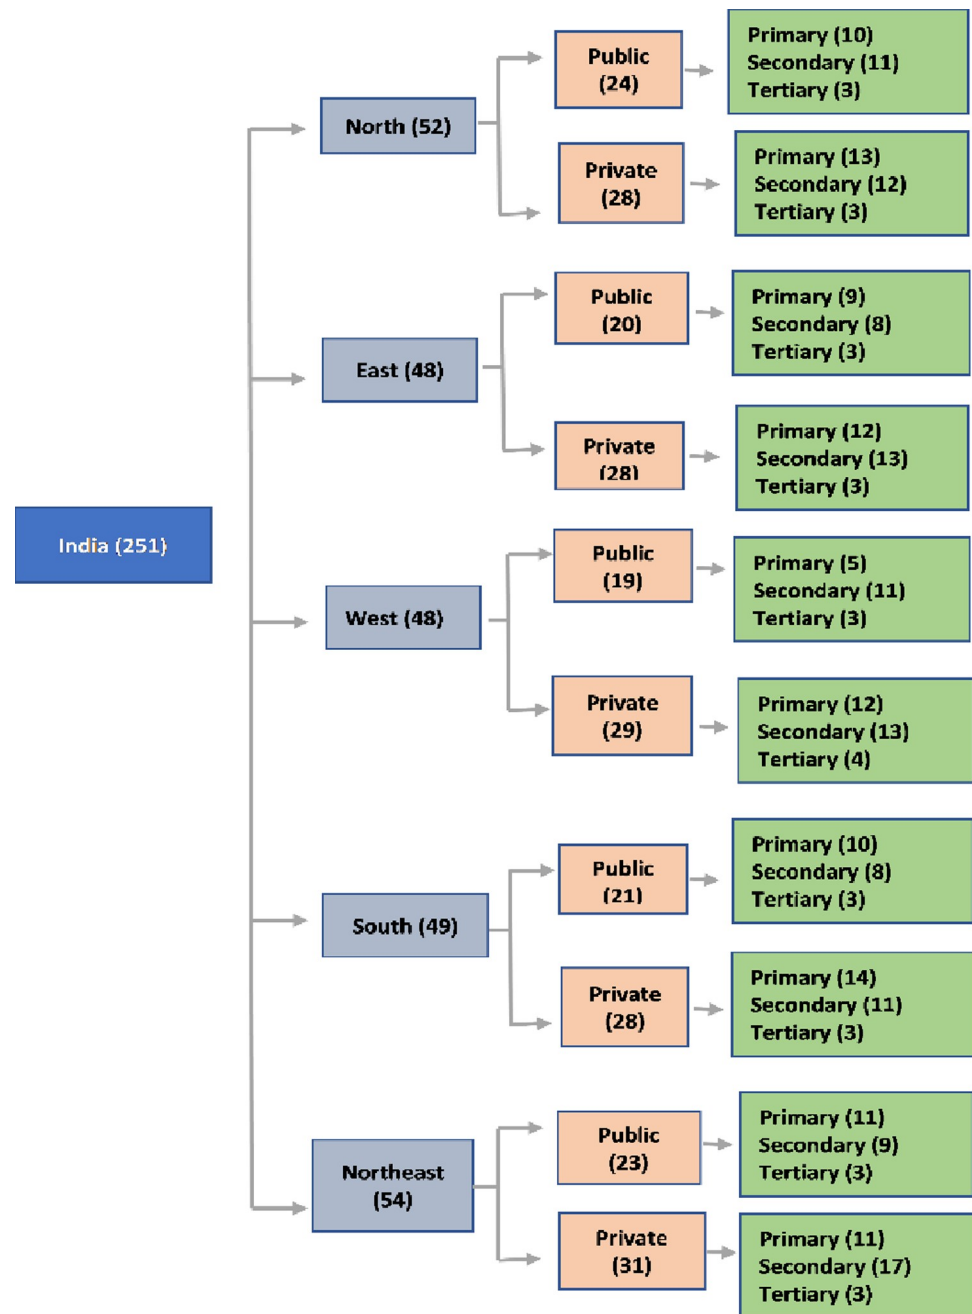 India (251)
North (52)
Public
(24)
Primary (10)
Secondary (11)
Tertiary (3)
Private
(28)
Primary (13)
Secondary (12)
Tertiary (3)
East (48)
Public
(20)
Primary (9)
Secondary (8)
Tertiary (3)
Private
(28)
Primary (12)
Secondary (13)
Tertiary (3)
West (48)
Public
(19)
Primary (5)
Secondary (11)
Tertiary (3)
Private
(29)
Primary (12)
Secondary (13)
Tertiary (4)
South (49)
Public
(21)
Primary (10)
Secondary (8)
Tertiary (3)
Private
(28)
Primary (14)
Secondary (11)
Tertiary (3)
Northeast
(54)
Public
(23)
Primary (11)
Secondary (9)
Tertiary (3)
Private
(31)
Primary (11)
Secondary (17)
Tertiary (3)